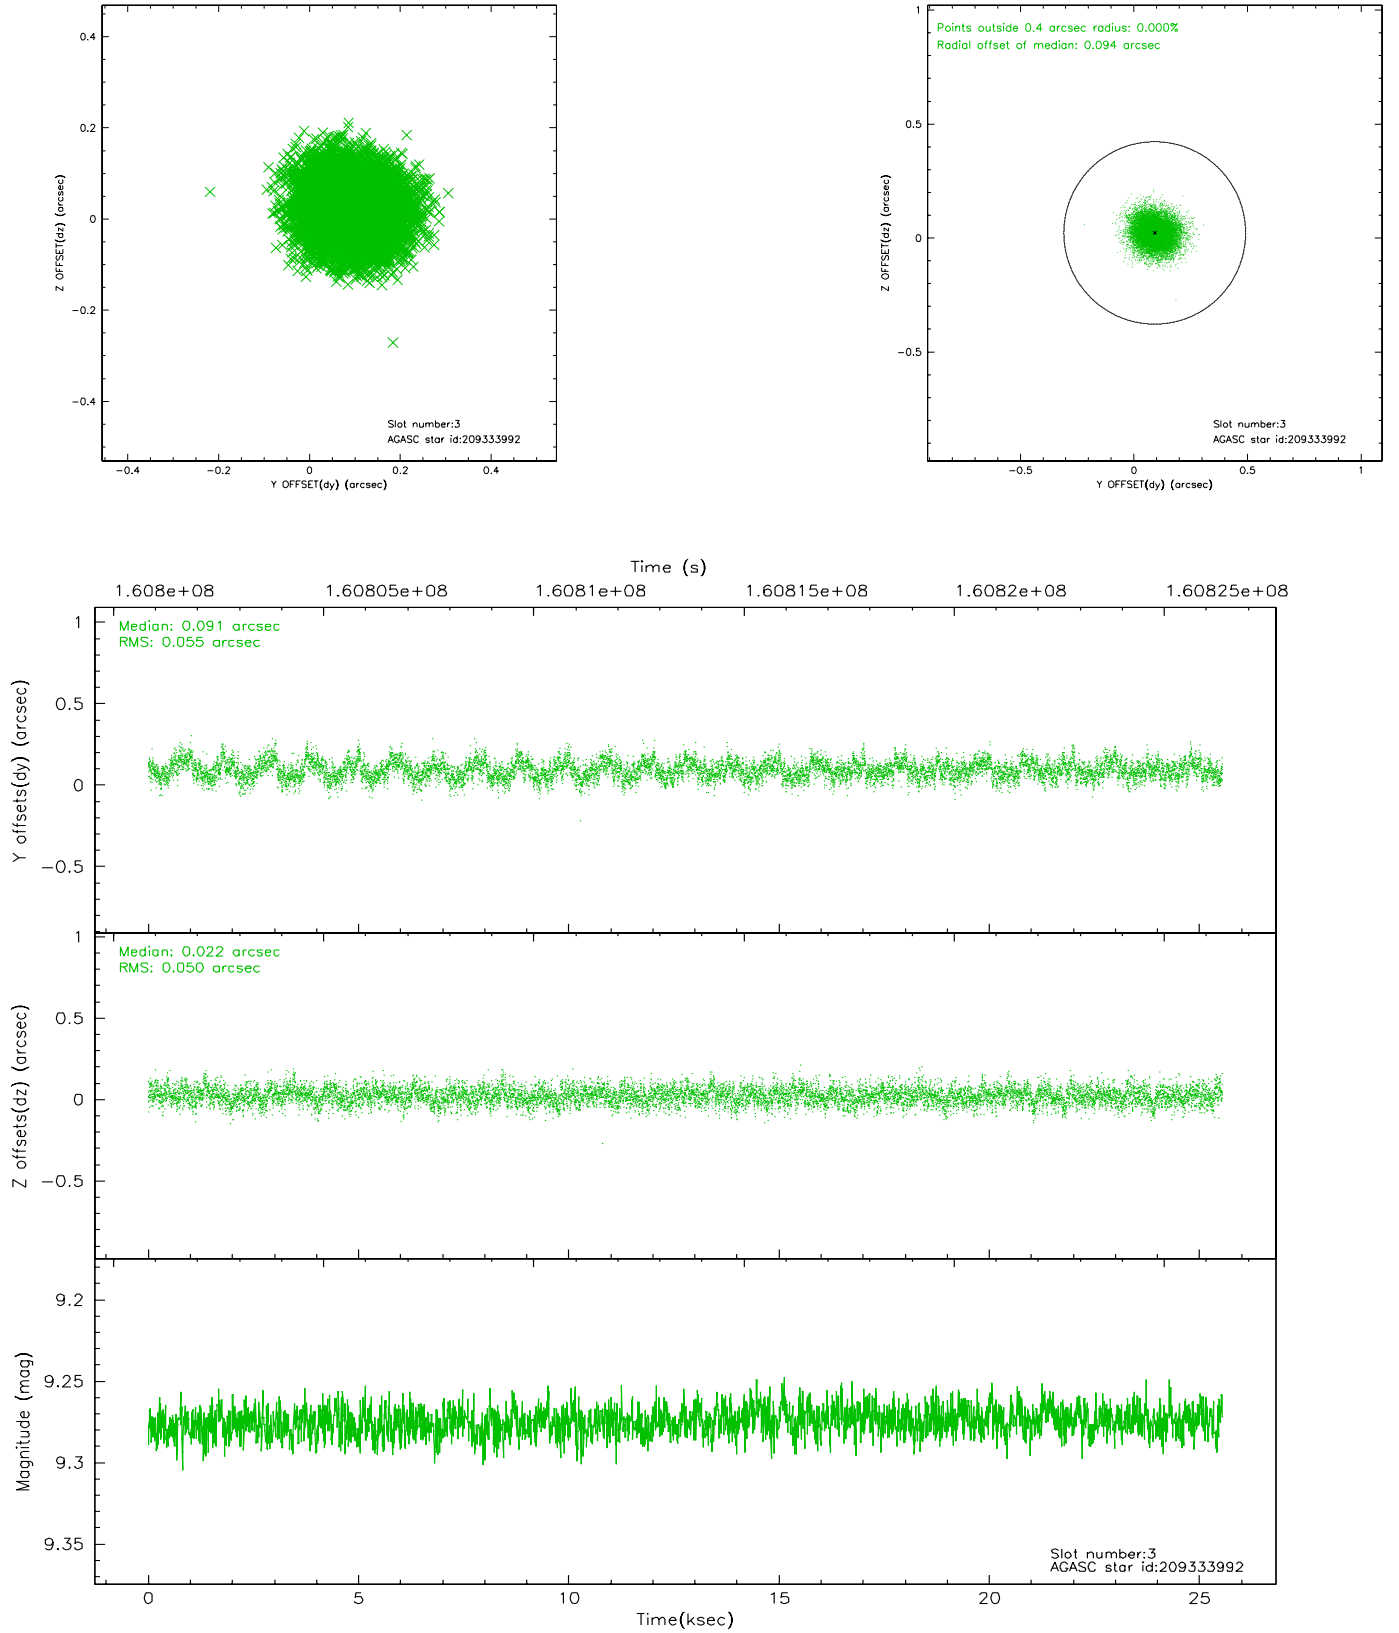 0.4
0.2
0
−0.2
−0.4
Z OFFSET(dz) (arcsec)
Slot number:3
AGASC star id:209333992
−0.4 −0.2 0 0.2 0.4
Y OFFSET(dy) (arcsec)
Points outside 0.4 arcsec radius: 0.000%
Radial offset of median: 0.094 arcsec
1
0.5
0
−0.5
Z OFFSET(dz) (arcsec)
Slot number:3
AGASC star id:209333992
−0.5 0 0.5 1
Y OFFSET(dy) (arcsec)
Time (s)
1.608e+08 1.60805e+08 1.6081e+08 1.60815e+08 1.6082e+08 1.60825e+08
Median: 0.091 arcsec
RMS: 0.055 arcsec
1
0.5
0
−0.5
Y offsets(dy) (arcsec)
Median: 0.022 arcsec
RMS: 0.050 arcsec
1
0.5
0
−0.5
Z offsets(dz) (arcsec)
9.2
9.25
9.3
9.35
Magnitude (mag)
Slot number:3
AGASC star id:209333992
0 5 10 15 20 25
Time(ksec)